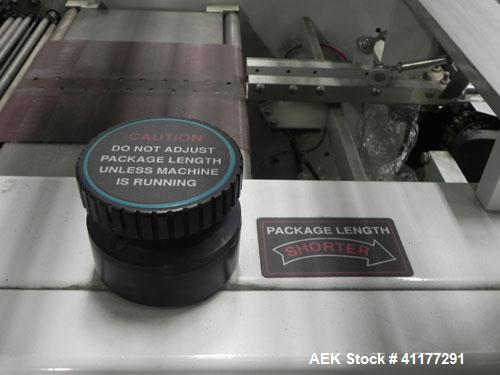 CAUTION
DO NOT ADJUST
PACKAGE LENGTH
UNLESS MACHINE
IS RUNNING
PACKAGE LENGTH
SHORTER
AEK Stock # 41177291